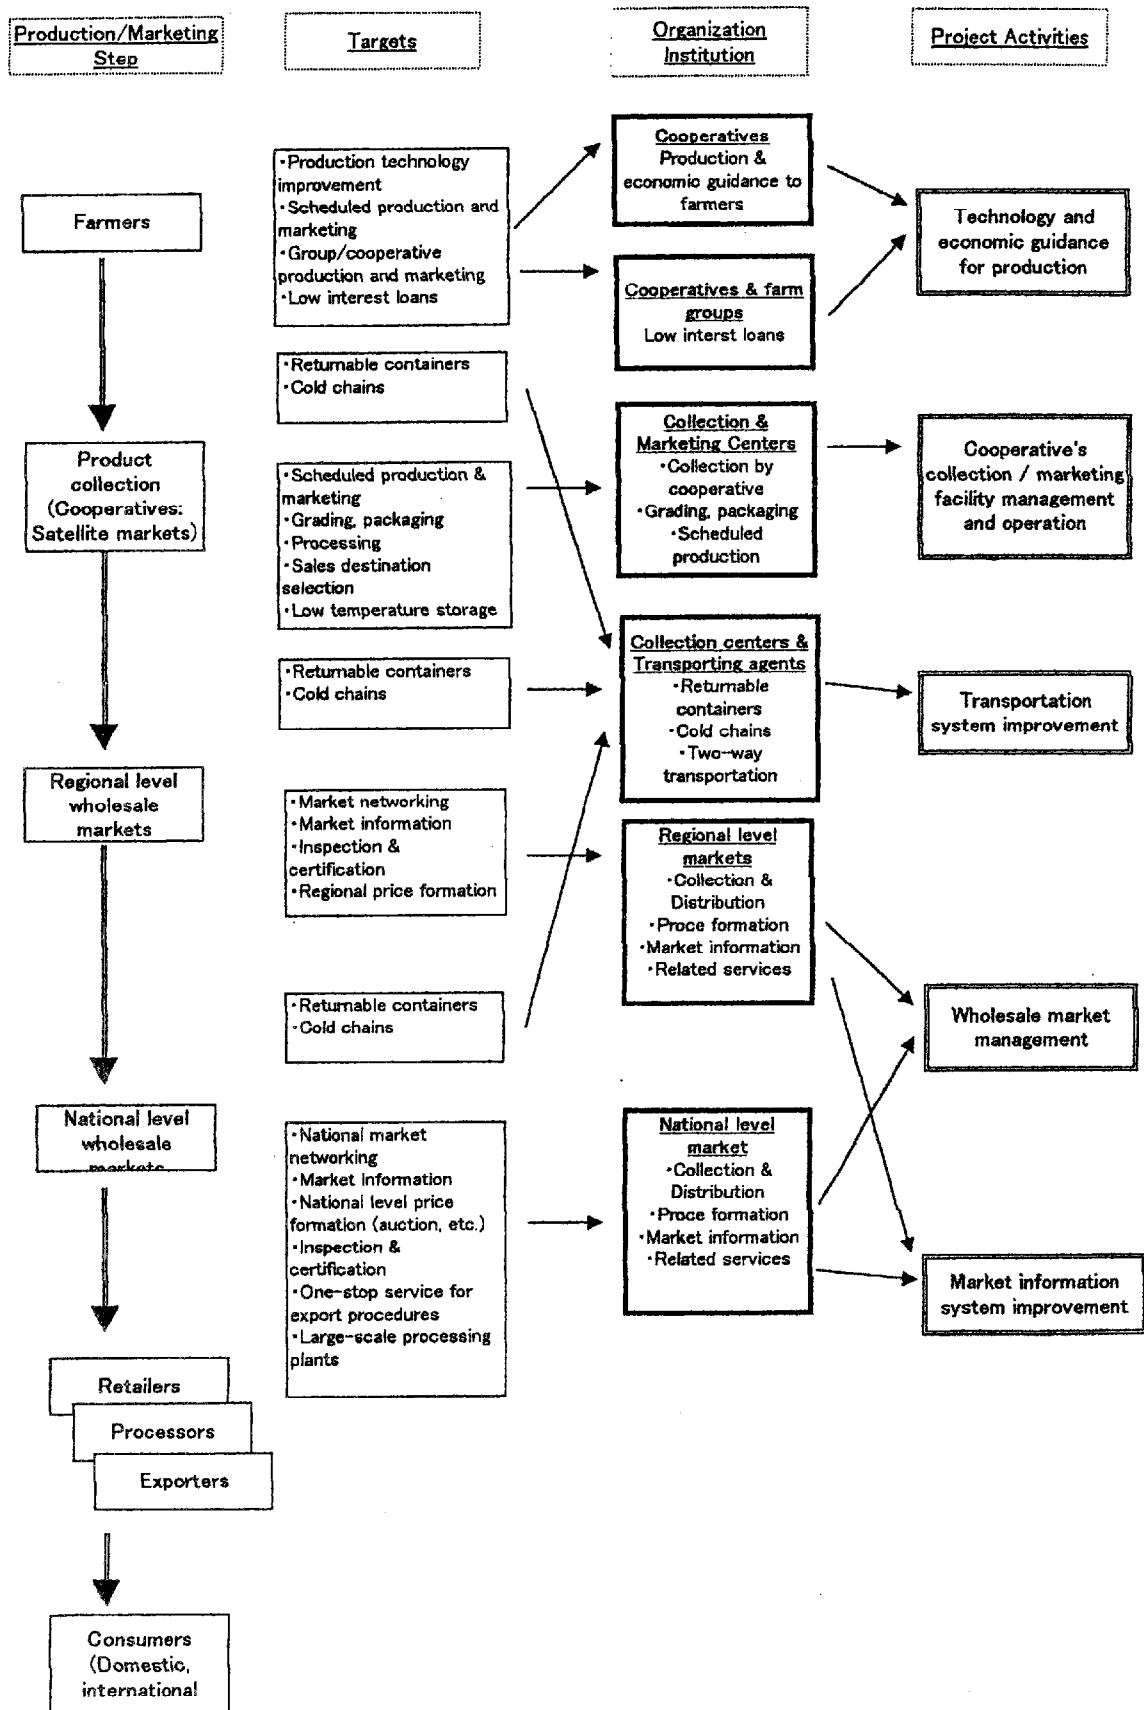 Production/Marketing
Step
Targets
Organization
Institution
Project Activities
Farmers
Product
collection
(Cooperatives:
Satellite markets)
Regional level
wholesale
markets
National level
wholesale
markets
Retailers
Processors
Exporters
Consumers
(Domestic,
international
・Production technology
improvement
・Scheduled production and
marketing
・Group/cooperative
production and marketing
・Low interest loans
・Returnable containers
・Cold chains
・Scheduled production &
marketing
・Grading, packaging
・Processing
・Sales destination
selection
・Low temperature storage
・Returnable containers
・Cold chains
・Market networking
・Market information
・Inspection &
certification
・Regional price formation
・Returnable containers
・Cold chains
・National market
networking
・Market information
・National level price
formation (auction, etc.)
・Inspection &
certification
・One-stop service for
export procedures
・Large-scale processing
plants
Cooperatives
Production &
economic guidance to
farmers
Cooperatives & farm
groups
Low interst loans
Collection &
Marketing Centers
・Collection by
cooperative
・Grading, packaging
・Scheduled
production
Collection centers &
Transporting agents
・Returnable
containers
・Cold chains
・Two-way
transportation
Regional level
markets
・Collection &
Distribution
・Proce formation
・Market information
・Related services
National level
market
・Collection &
Distribution
・Proce formation
・Market information
・Related services
Technology and
economic guidance
for production
Cooperative's
collection / marketing
facility management
and operation
Transportation
system improvement
Wholesale market
management
Market information
system improvement